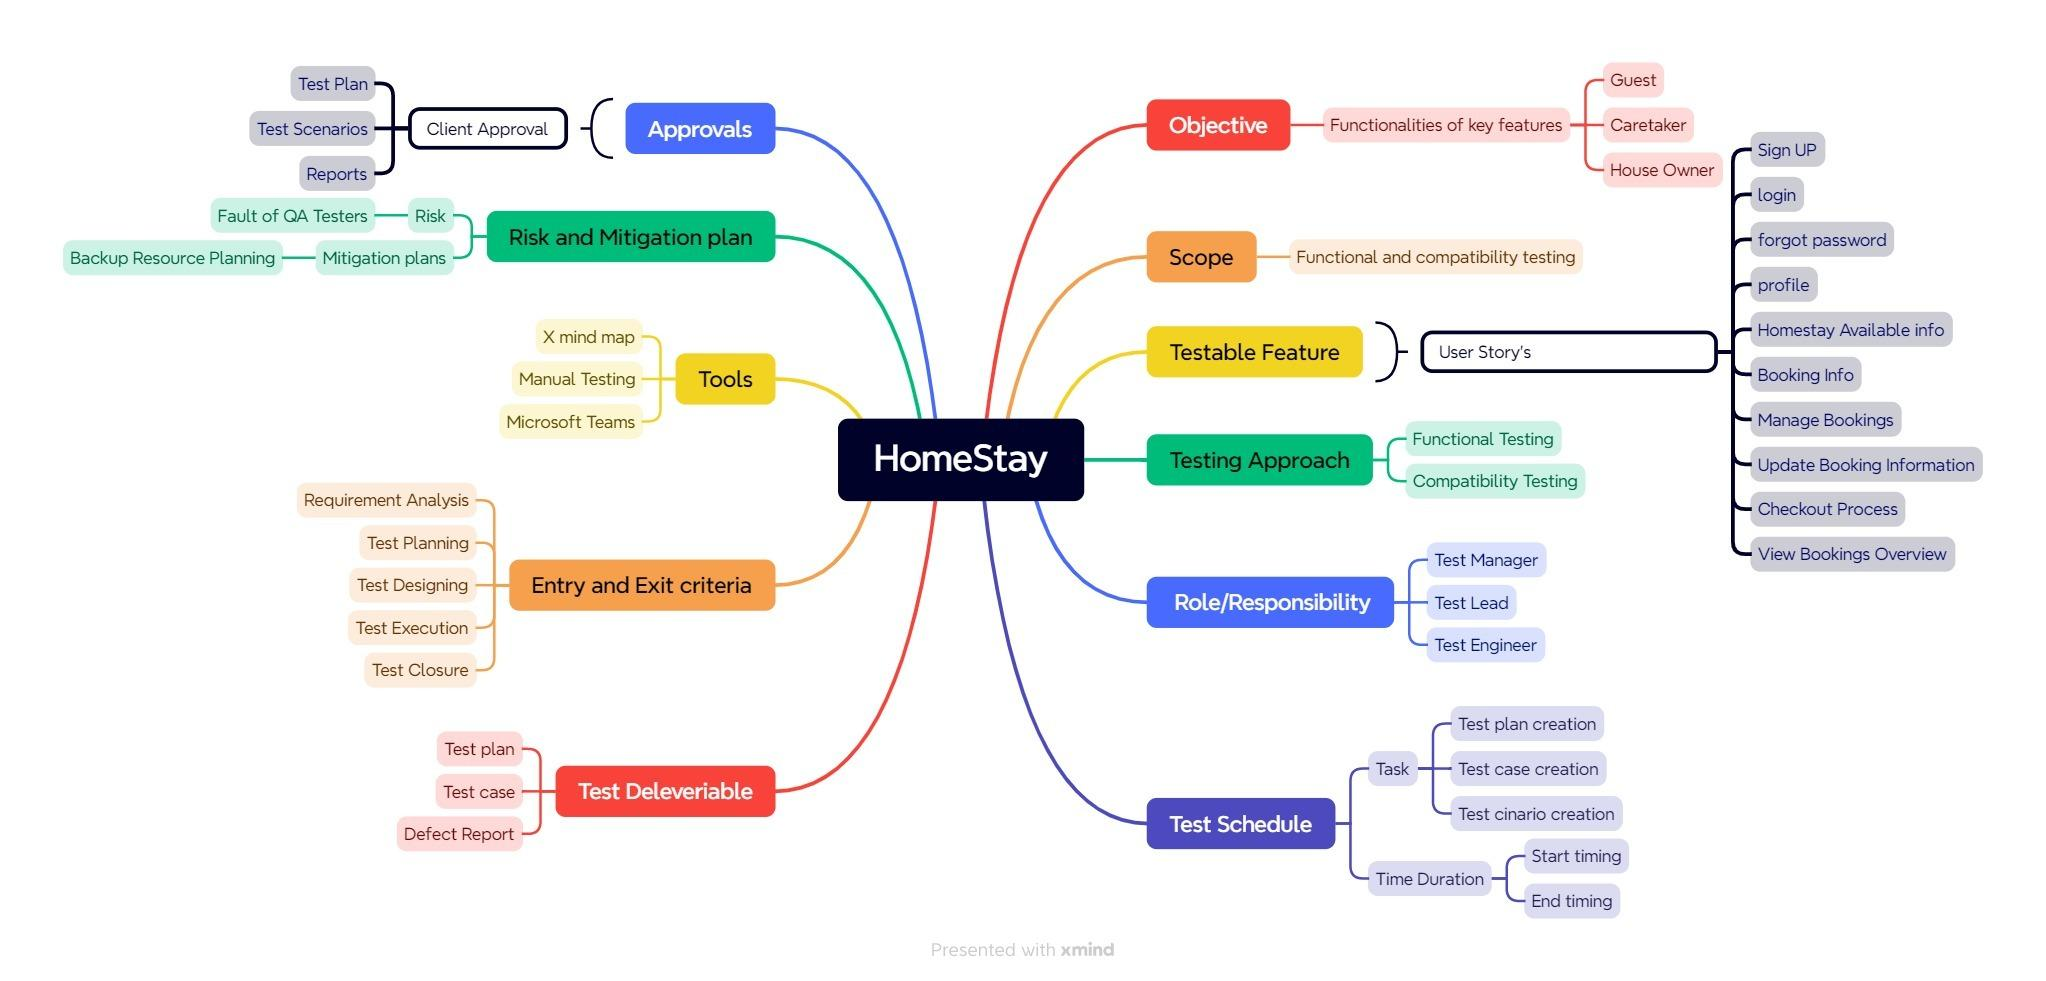 HomeStay
Approvals
Client Approval
Test Plan
Test Scenarios
Reports
Risk and Mitigation plan
Risk
Fault of QA Testers
Mitigation plans
Backup Resource Planning
Tools
X mind map
Manual Testing
Microsoft Teams
Entry and Exit criteria
Requirement Analysis
Test Planning
Test Designing
Test Execution
Test Closure
Test Deleveriable
Test plan
Test case
Defect Report
Objective
Functionalities of key features
Guest
Caretaker
House Owner
Scope
Functional and compatibility testing
Testable Feature
User Story's
Sign UP
login
forgot password
profile
Homestay Available info
Booking Info
Manage Bookings
Update Booking Information
Checkout Process
View Bookings Overview
Testing Approach
Functional Testing
Compatibility Testing
Role/Responsibility
Test Manager
Test Lead
Test Engineer
Test Schedule
Task
Test plan creation
Test case creation
Test cinario creation
Time Duration
Start timing
End timing
Presented with xmind